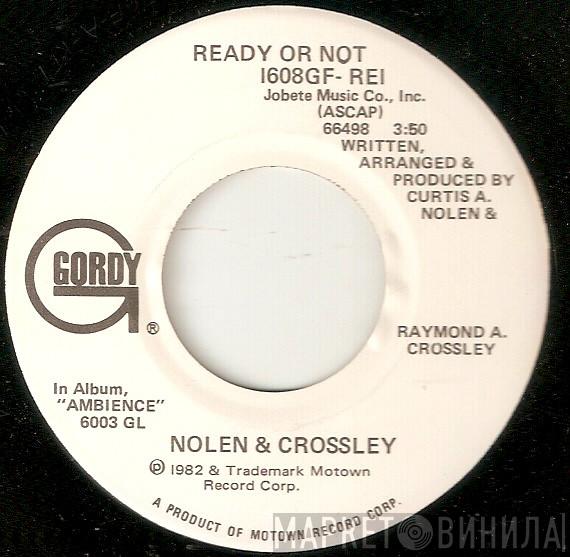 READY OR NOT
1608GF- RE1
Jobete Music Co., Inc.
(ASCAP)
66498 3:50
WRITTEN,
ARRANGED &
PRODUCED BY
CURTIS A.
NOLEN &
GORDY
®
RAYMOND A.
CROSSLEY
In Album,
"AMBIENCE"
6003 GL
NOLEN & CROSSLEY
℗ 1982 & Trademark Motown
Record Corp.
A PRODUCT OF MOTOWN RECORD CORP.
МАРКЕТ ВИНИЛА